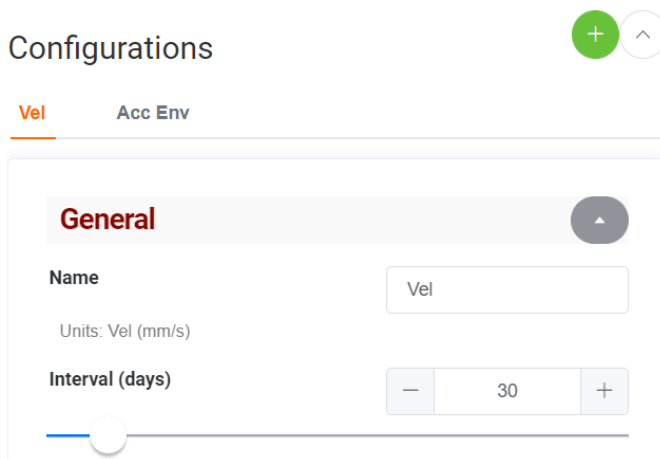 Configurations
Vel Acc Env
General
Name
Vel
Units: Vel (mm/s)
Interval (days)
30